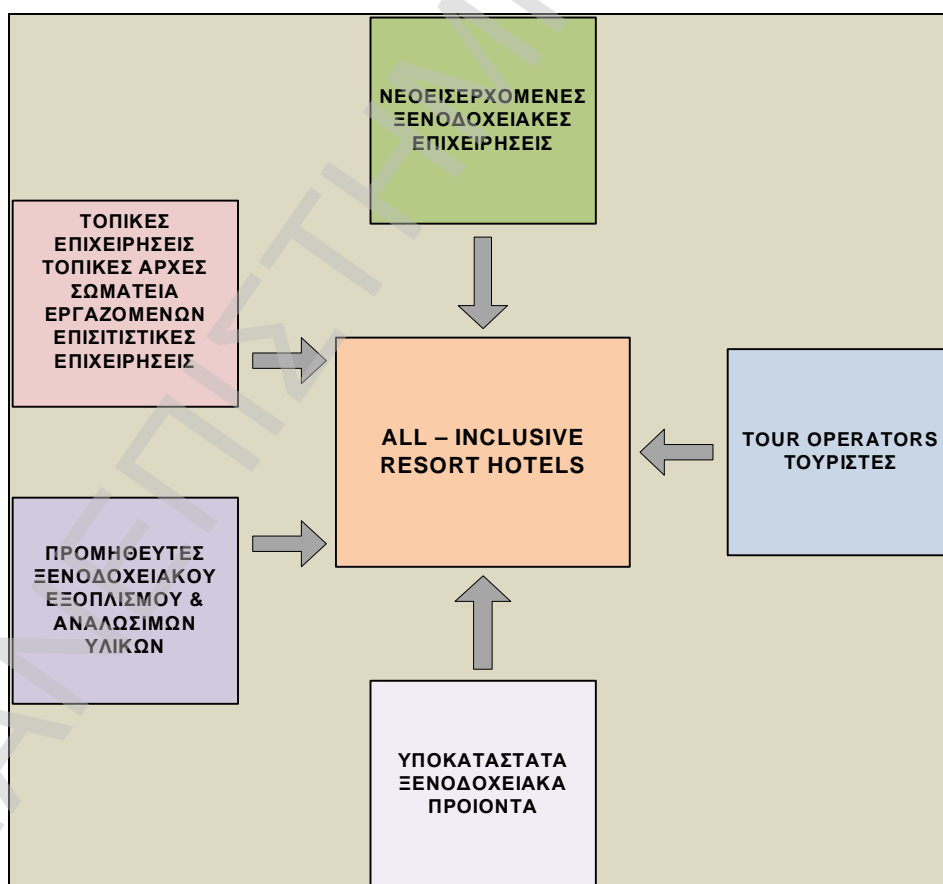 ΝΕΟΕΙΣΕΡΧΟΜΕΝΕΣ
ΞΕΝΟΔΟΧΕΙΑΚΕΣ
ΕΠΙΧΕΙΡΗΣΕΙΣ
ΤΟΠΙΚΕΣ
ΕΠΙΧΕΙΡΗΣΕΙΣ
ΤΟΠΙΚΕΣ ΑΡΧΕΣ
ΣΩΜΑΤΕΙΑ
ΕΡΓΑΖΟΜΕΝΩΝ
ΕΠΙΣΙΤΙΣΤΙΚΕΣ
ΕΠΙΧΕΙΡΗΣΕΙΣ
ALL – INCLUSIVE
RESORT HOTELS
TOUR OPERATORS
ΤΟΥΡΙΣΤΕΣ
ΠΡΟΜΗΘΕΥΤΕΣ
ΞΕΝΟΔΟΧΕΙΑΚΟΥ
ΕΞΟΠΛΙΣΜΟΥ &
ΑΝΑΛΩΣΙΜΩΝ
ΥΛΙΚΩΝ
ΥΠΟΚΑΤΑΣΤΑΤΑ
ΞΕΝΟΔΟΧΕΙΑΚΑ
ΠΡΟΙΟΝΤΑ